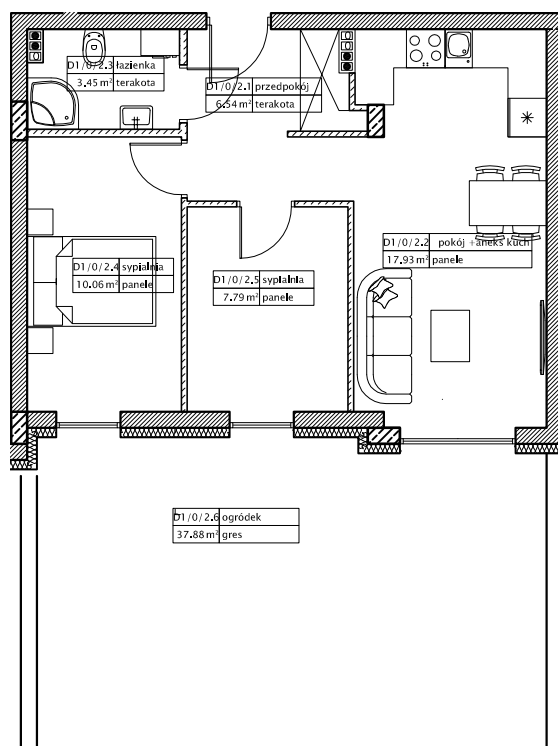 D1/0/2.3 łazienka
3.45 m² terakota
D1/0/2.1 przedpokój
6.54 m² terakota
D1/0/2.2 pokój +aneks kuch
17.93 m² panele
D1/0/2.4 sypialnia
10.06 m² panele
D1/0/2.5 sypialnia
7.79 m² panele
D1/0/2.6 ogródek
37.88 m² gres